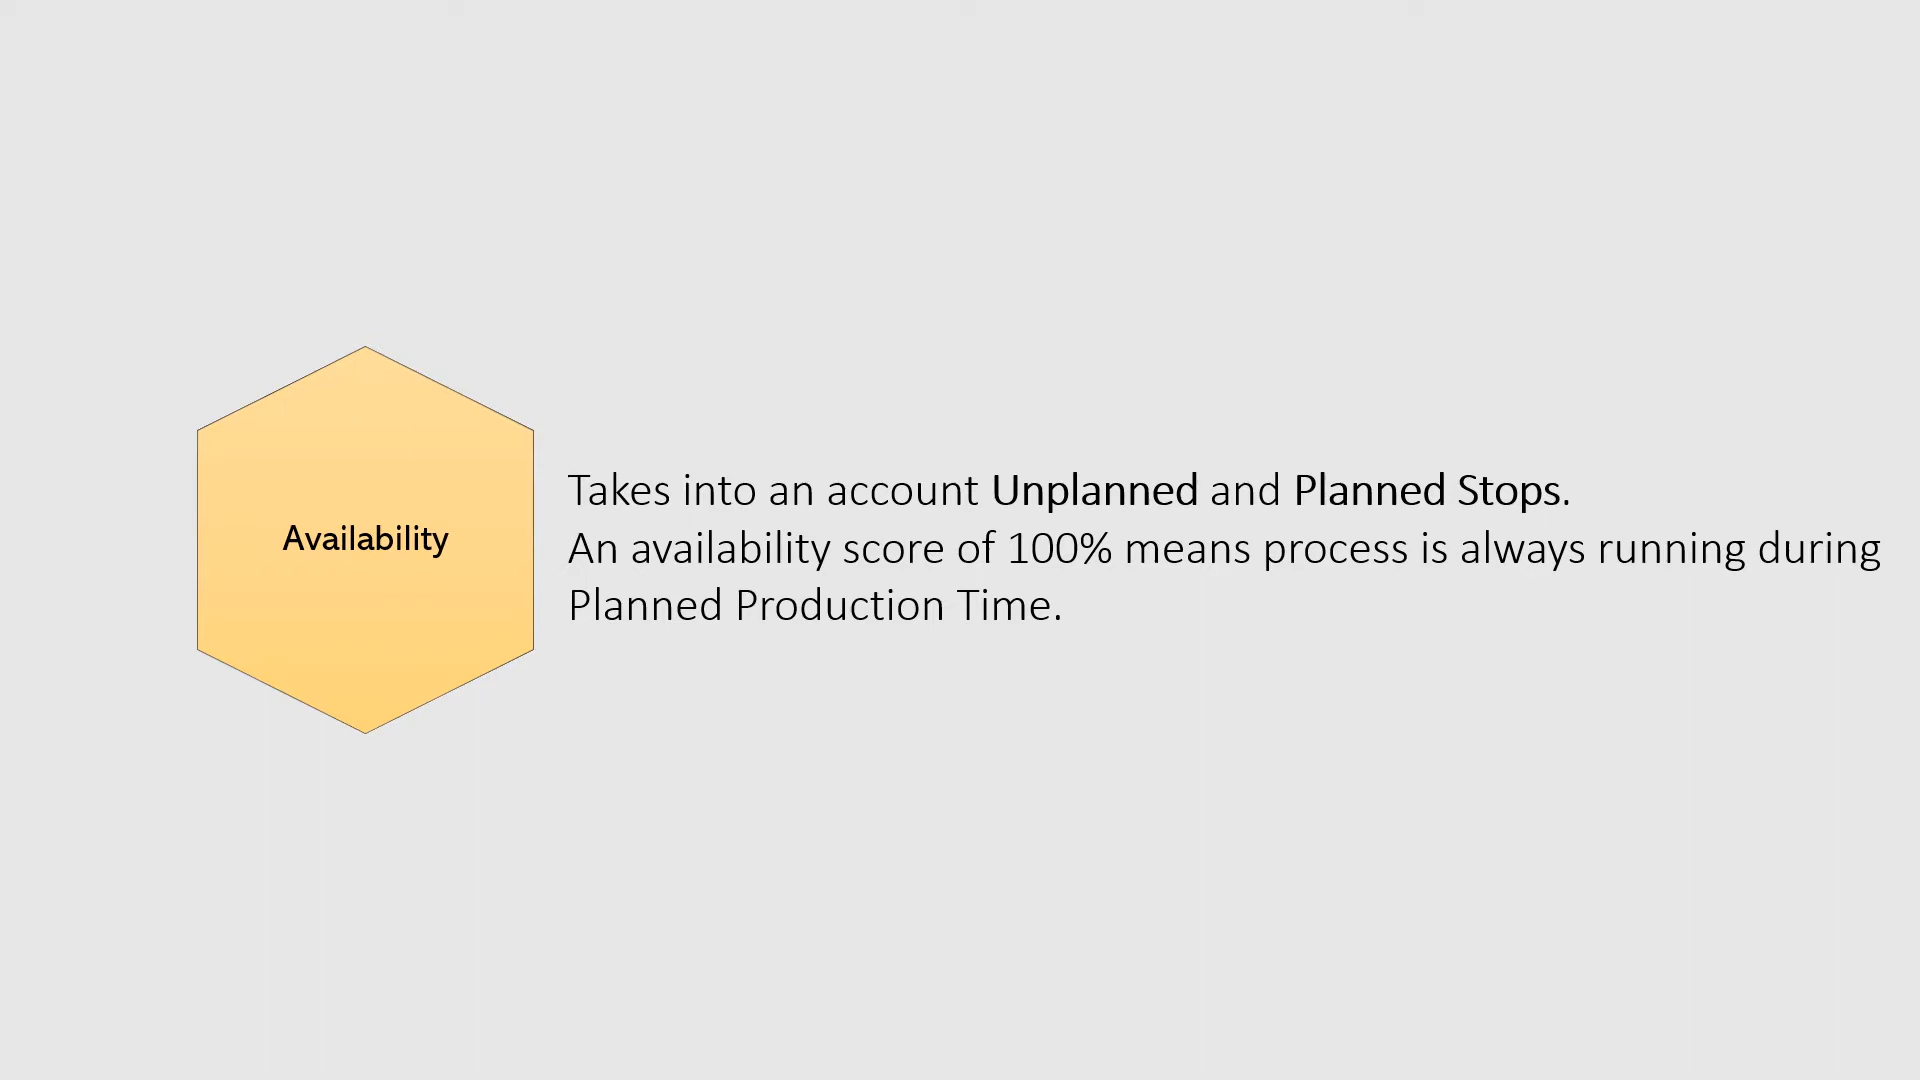 Availability
Takes into an account Unplanned and Planned Stops.
An availability score of 100% means process is always running during
Planned Production Time.